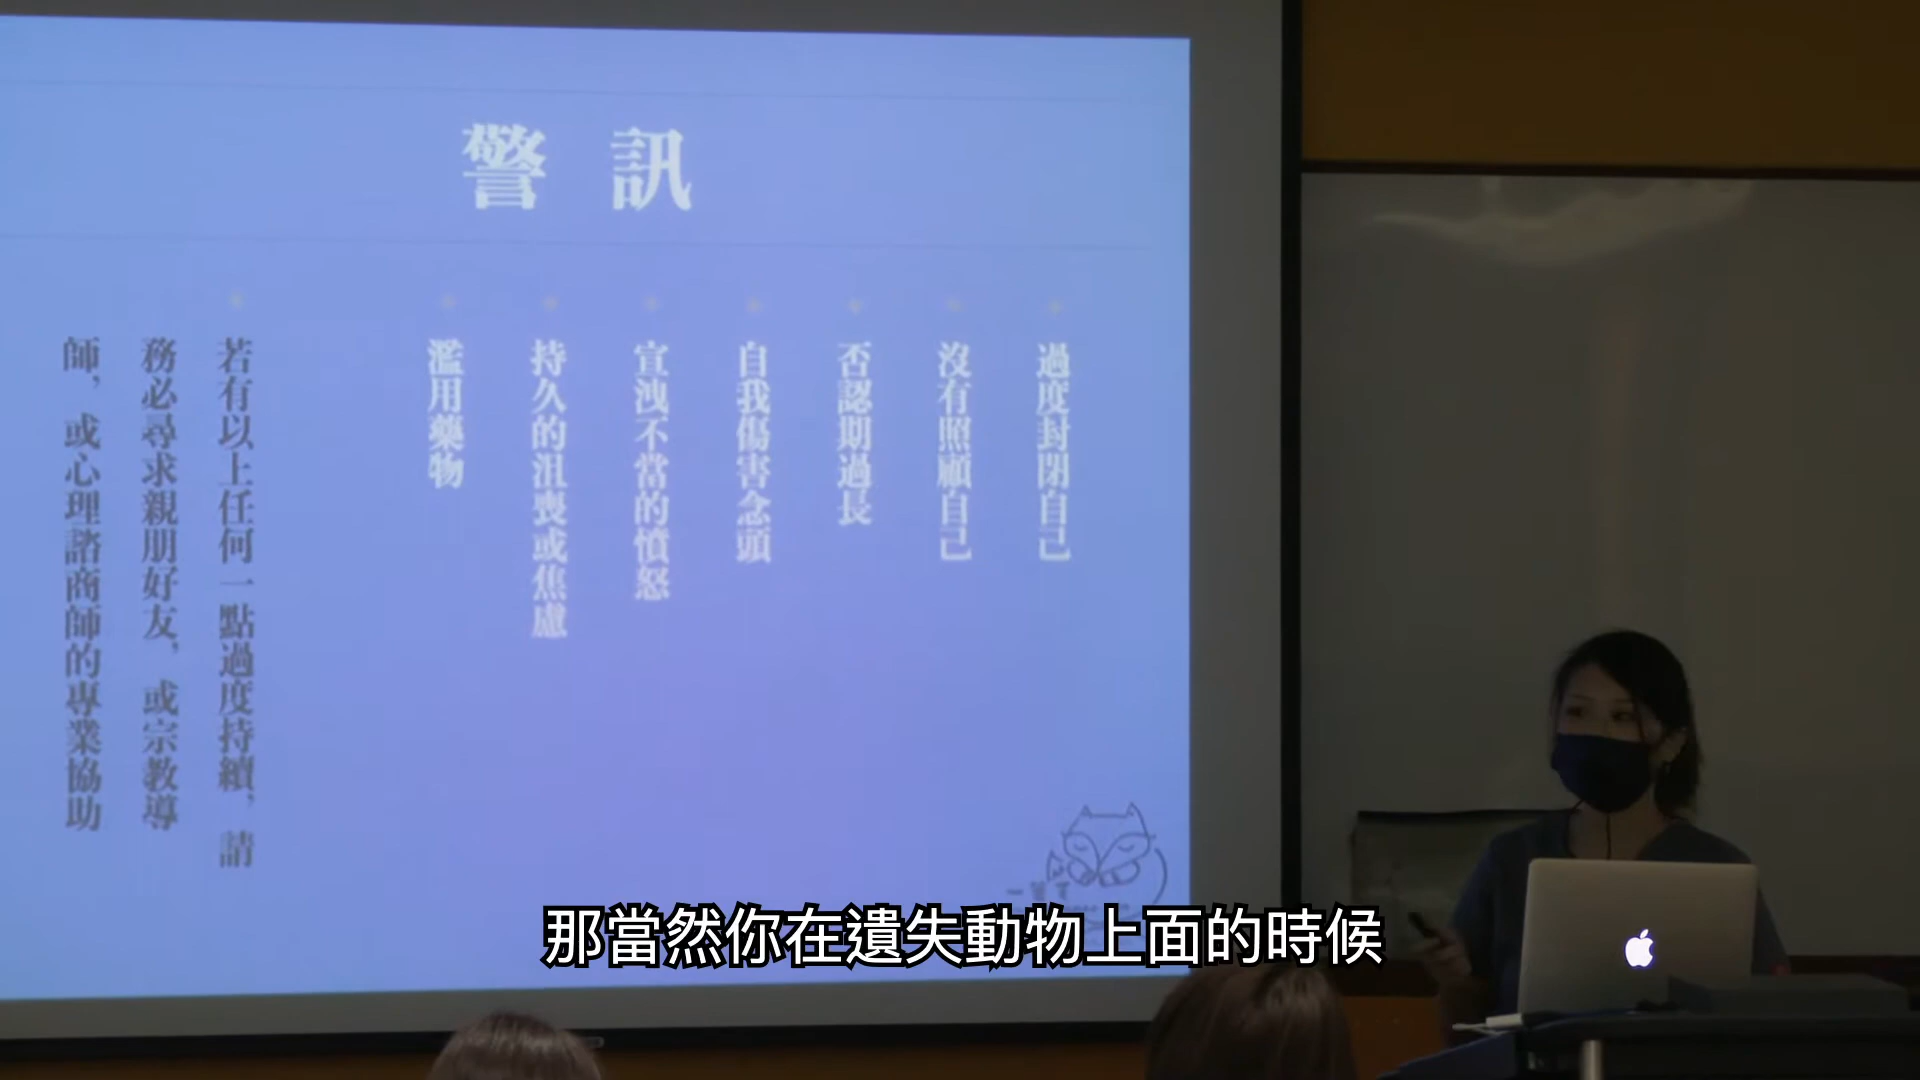 警訊
過度封閉自己
沒有照顧自己
否認期過長
自我傷害念頭
宣洩不當的憤怒
持久的沮喪或焦慮
濫用藥物
若有以上任何一點過度持續，請
務必尋求親朋好友，或宗教導
師，或心理諮商師的專業協助
那當然你在遺失動物上面的時候